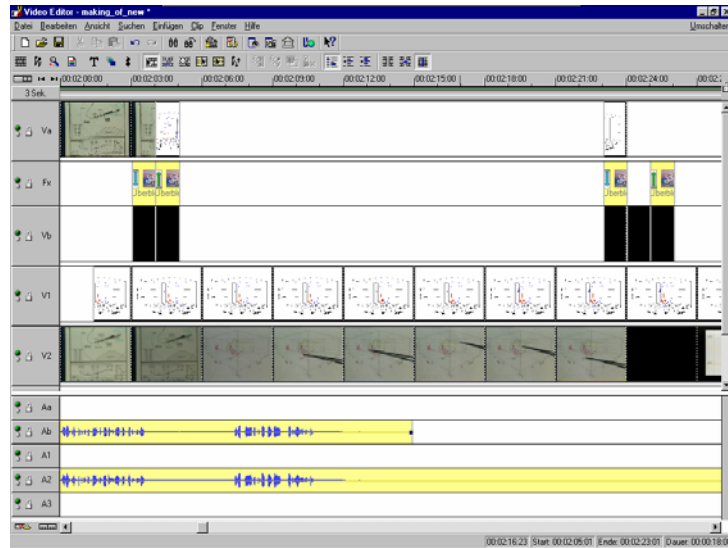 Video Editor - making_of_new *
Datei Bearbeiten Ansicht Suchen Einfügen Clip Fenster Hilfe Umschalten
00:02:00:00 00:02:03:00 00:02:06:00 00:02:09:00 00:02:12:00 00:02:15:00 00:02:18:00 00:02:21:00 00:02:24:00 00:02:
3 Sek.
Va
Fx
Überbl Überbl Überbl Überbl
Vb
V1
V2
Aa
Ab
A1
A2
A3
00:02:16:23 Start: 00:02:05:01 Ende: 00:02:23:01 Dauer: 00:00:18:0